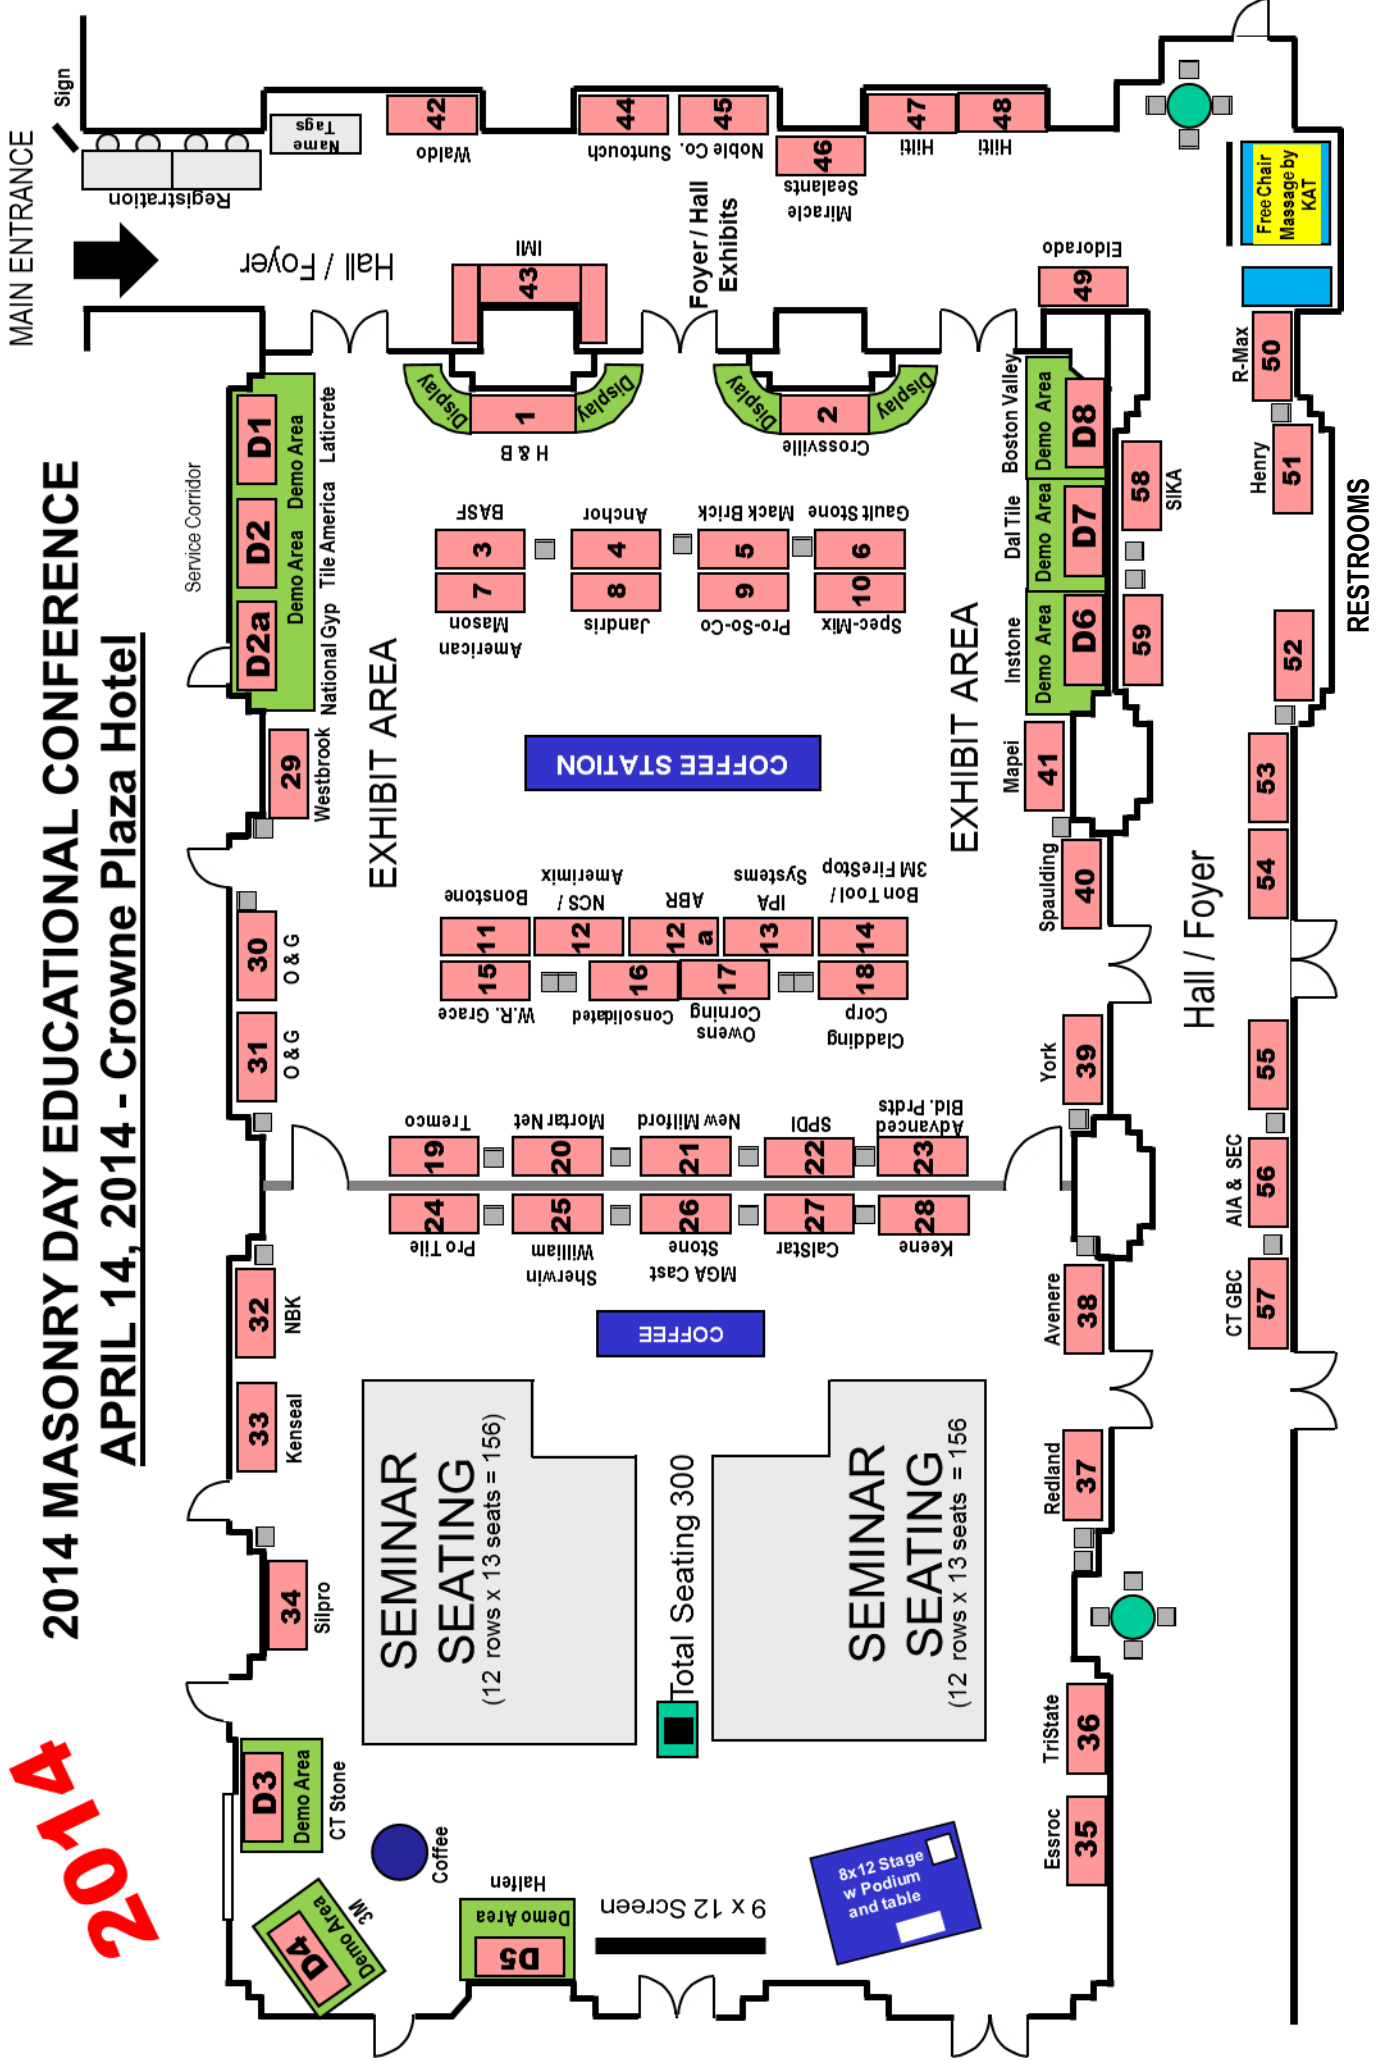 2014 MASONRY DAY EDUCATIONAL CONFERENCE
APRIL 14, 2014 - Crowne Plaza Hotel
2014
MAIN ENTRANCE
Sign
Registration
Name
Tags
Hall / Foyer
42
Waldo
44
Suntouch
45
Noble Co.
46
Miracle
Sealants
47
Hilti
48
Hilti
Foyer / Hall
Exhibits
43
IMI
49
Eldorado
Free Chair
Massage by
KAT
50
R-Max
51
Henry
RESTROOMS
52
53
54
55
56
AIA & SEC
57
CT GBC
Hall / Foyer
58
SIKA
59
Service Corridor
D1
Demo Area
Laticrete
D2
Demo Area
Tile America
D2a
National Gyp
29
Westbrook
30
O & G
31
O & G
32
NBK
33
Kenseal
34
Silpro
D3
Demo Area
CT Stone
D4
Demo Area
3M
Coffee
D5
Demo Area
Halfen
9 x 12 Screen
8x12 Stage
w Podium
and table
35
Essroc
36
TriState
37
Redland
38
Avenere
39
York
40
Spaulding
41
Mapei
D6
Demo Area
Instone
D7
Demo Area
Dal Tile
D8
Demo Area
Boston Valley
Display
1
Display
H & B
Display
2
Display
Crossville
BASF
3
Anchor
4
Mack Brick
5
Gault Stone
6
7
American
Mason
8
Jandris
9
Pro-So-Co
10
Spec-Mix
EXHIBIT AREA
EXHIBIT AREA
COFFEE STATION
Bonstone
11
NCS /
Amerimix
12
ABR
12
a
IPA
Systems
13
Bon Tool /
3M FireStop
14
15
W.R. Grace
16
Consolidated
17
Owens
Corning
18
Cladding
Corp
Tremco
19
Mortar Net
20
New Milford
21
SPDI
22
Advanced
Bld. Prdts
23
24
Pro Tile
25
Sherwin
William
26
MGA Cast
Stone
27
CalStar
28
Keene
COFFEE
SEMINAR
SEATING
(12 rows x 13 seats = 156)
Total Seating 300
SEMINAR
SEATING
(12 rows x 13 seats = 156